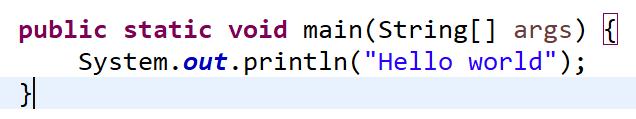 public static void main(String[] args) {
    System.out.println("Hello world");
}